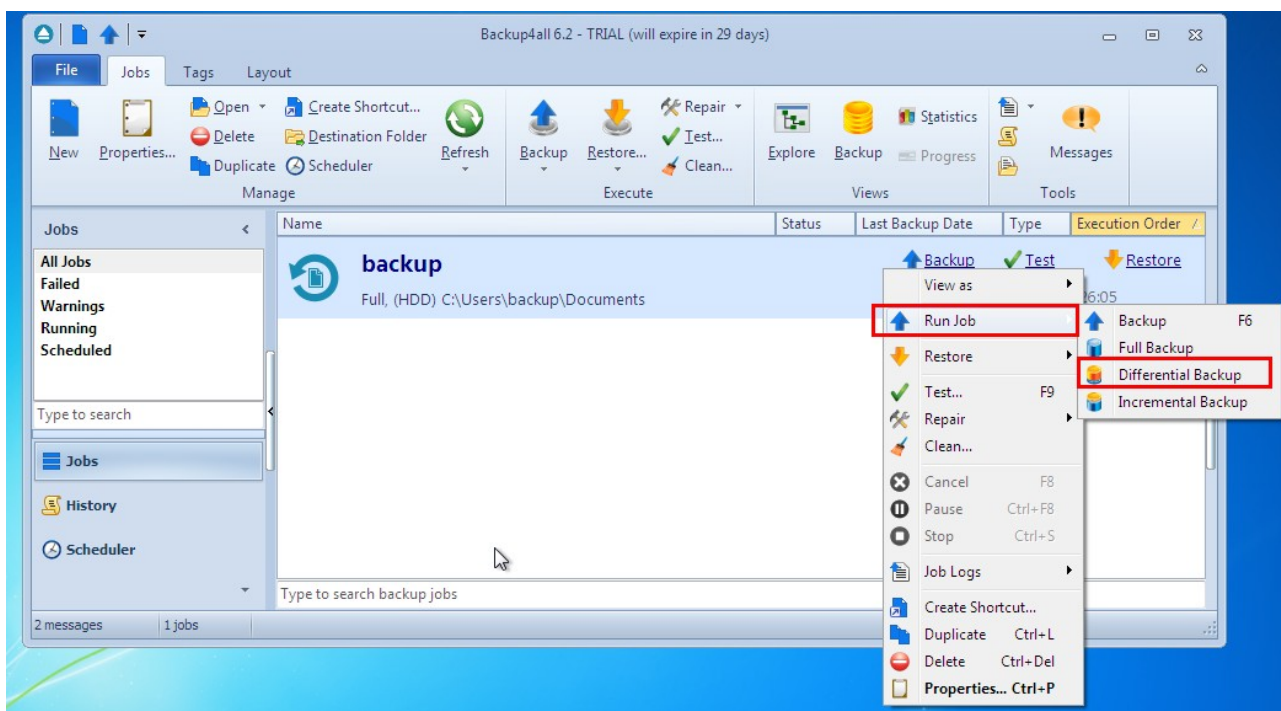 Backup4all 6.2 - TRIAL (will expire in 29 days)
File Jobs Tags Layout
New
Properties...
Open
Delete
Duplicate
Create Shortcut...
Destination Folder
Scheduler
Refresh
Manage
Backup
Restore...
Repair
Test...
Clean...
Execute
Explore
Backup
Statistics
Progress
Views
Messages
Tools
Jobs
All Jobs
Failed
Warnings
Running
Scheduled
Type to search
Jobs
History
Scheduler
Name Status Last Backup Date Type Execution Order
backup
Full, (HDD) C:\Users\backup\Documents
Backup Test Restore
6:05
View as
Run Job
Restore
Test... F9
Repair
Clean...
Cancel F8
Pause Ctrl+F8
Stop Ctrl+S
Job Logs
Create Shortcut...
Duplicate Ctrl+L
Delete Ctrl+Del
Properties... Ctrl+P
Backup F6
Full Backup
Differential Backup
Incremental Backup
Type to search backup jobs
2 messages 1 jobs